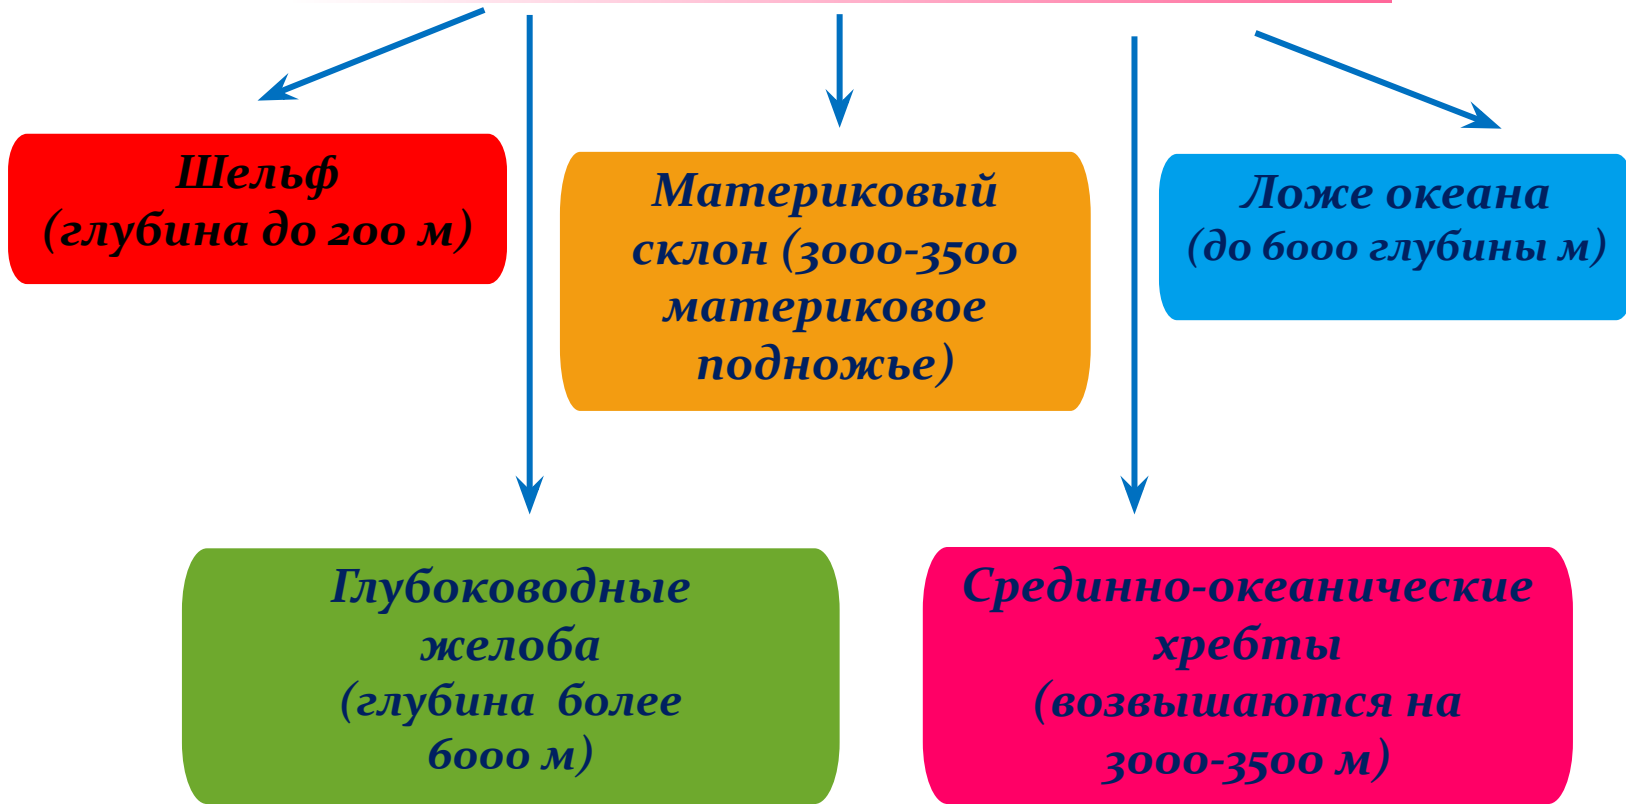 Шельф
(глубина до 200 м)
Материковый
склон (3000-3500
материковое
подножье)
Ложе океана
(до 6000 глубины м)
Глубоководные
желоба
(глубина более
6000 м)
Срединно-океанические
хребты
(возвышаются на
3000-3500 м)